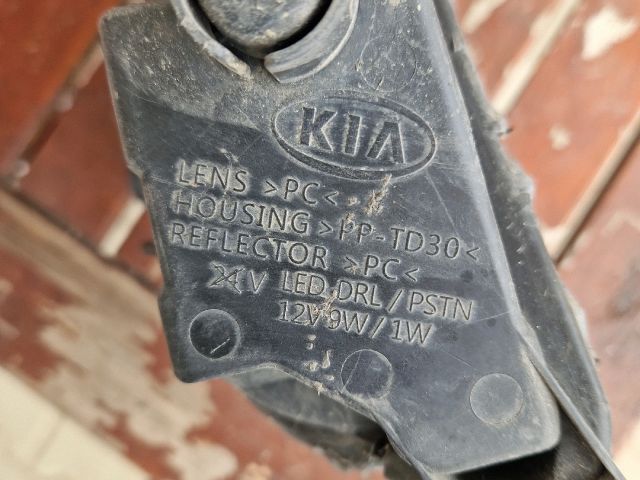 KIA
LENS >PC<
HOUSING >PP-TD30<
REFLECTOR >PC<
24V LED DRL / PSTN
12V 9W / 1W